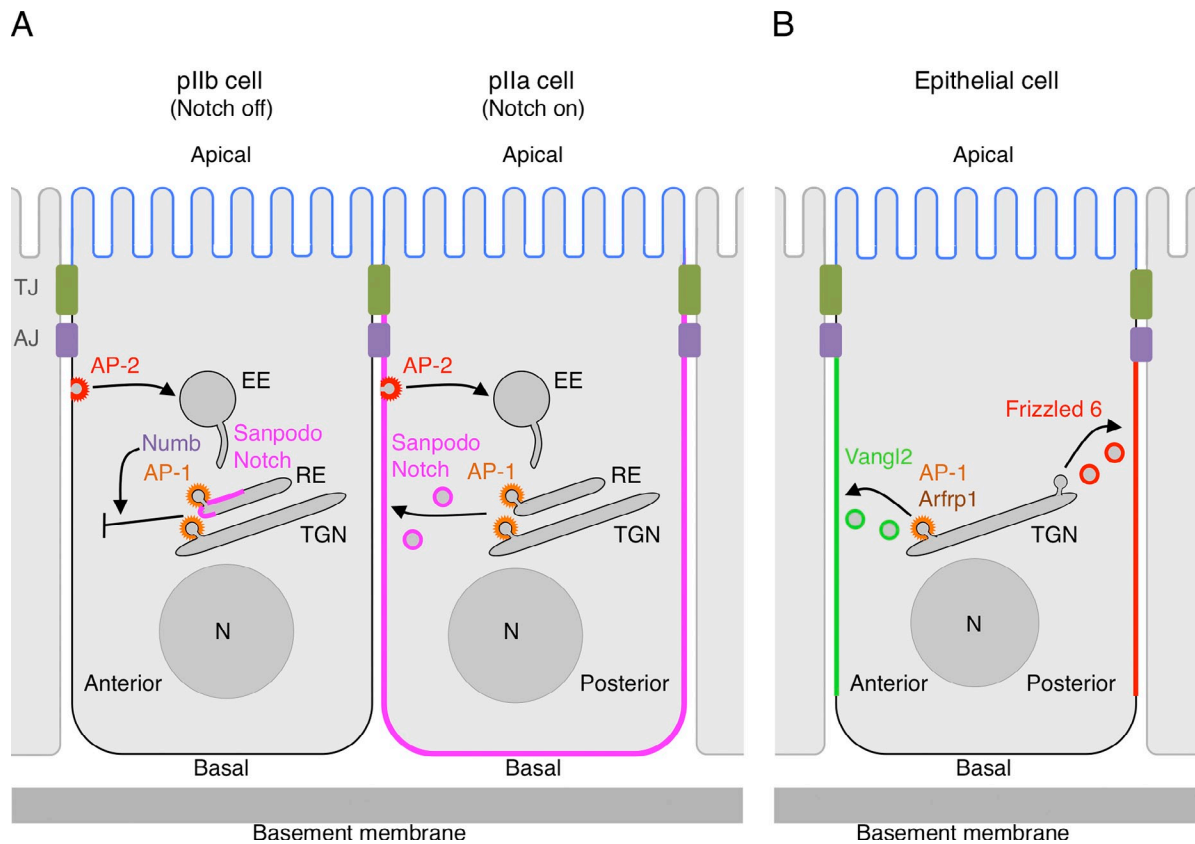 A
pIIb cell
(Notch off)
Apical
pIIa cell
(Notch on)
Apical
TJ
AJ
AP-2
EE
Numb
Sanpodo
Notch
AP-1
RE
TGN
N
Anterior
Basal
AP-2
EE
Sanpodo
Notch
AP-1
RE
TGN
N
Posterior
Basal
Basement membrane
B
Epithelial cell
Apical
Frizzled 6
Vangl2
AP-1
Arfrp1
TGN
N
Anterior
Posterior
Basal
Basement membrane